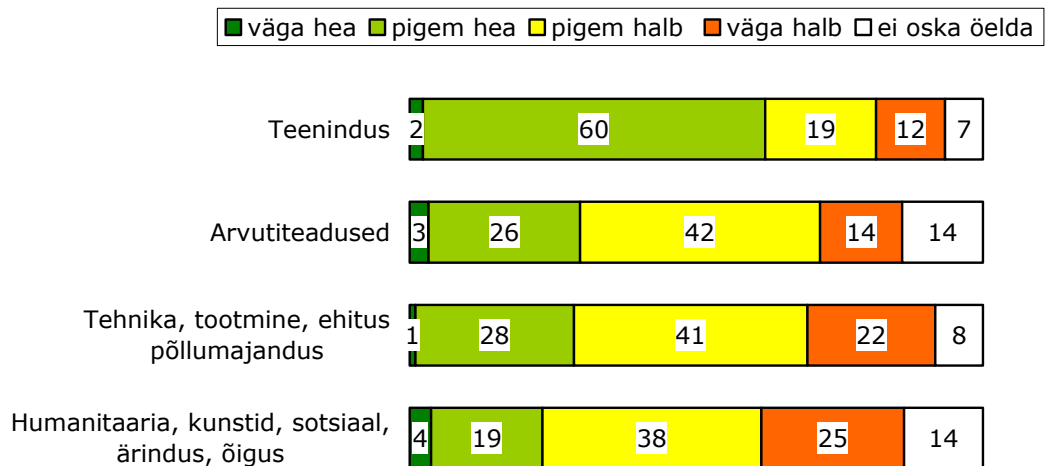 väga hea pigem hea pigem halb väga halb ei oska öelda
Teenindus 2 60 19 12 7
Arvutiteadused 3 26 42 14 14
Tehnika, tootmine, ehitus
põllumajandus
1 28 41 22 8
Humanitaaria, kunstid, sotsiaal,
ärindus, õigus
4 19 38 25 14